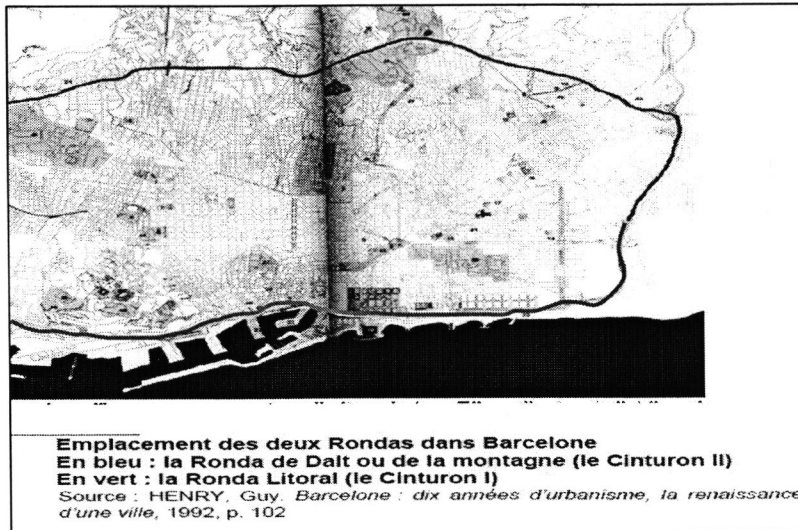 Emplacement des deux Rondas dans Barcelone
En bleu : la Ronda de Dalt ou de la montagne (le Cinturon II)
En vert : la Ronda Litoral (le Cinturon I)
Source : HENRY, Guy. Barcelone : dix années d'urbanisme, la renaissance
d'une ville, 1992, p. 102